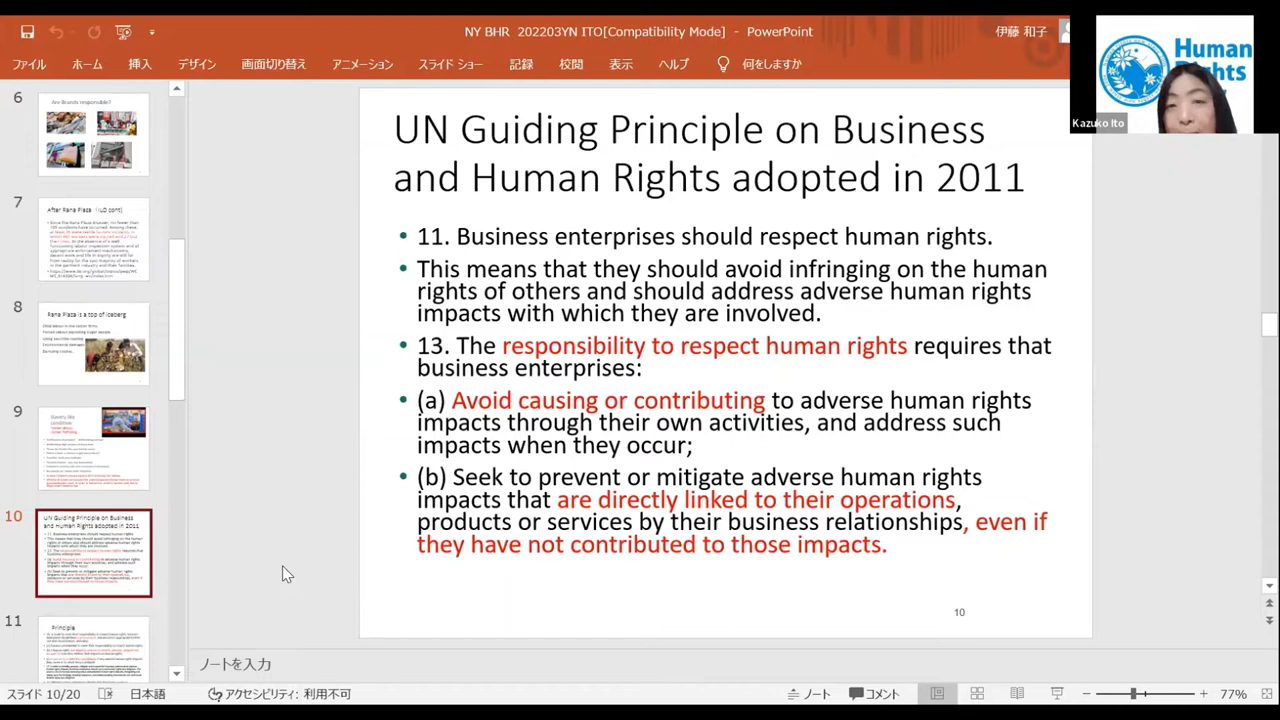 NY BHR 202203YN ITO[Compatibility Mode] - PowerPoint
伊藤 和子
ファイル ホーム 挿入 デザイン 画面切り替え アニメーション スライド ショー 記録 校閲 表示 ヘルプ 何をしますか
Human
Rights
Kazuko Ito
6
Are Brands responsible?
7
After Rana Plaza (ILO cont)
8
Rana Plaza is a top of iceberg
9
10
UN Guiding Principle on Business
and Human Rights adopted in 2011
11
Principle
UN Guiding Principle on Business
and Human Rights adopted in 2011
• 11. Business enterprises should respect human rights.
• This means that they should avoid infringing on the human
rights of others and should address adverse human rights
impacts with which they are involved.
• 13. The responsibility to respect human rights requires that
business enterprises:
• (a) Avoid causing or contributing to adverse human rights
impacts through their own activities, and address such
impacts when they occur;
• (b) Seek to prevent or mitigate adverse human rights
impacts that are directly linked to their operations,
products or services by their business relationships, even if
they have not contributed to those impacts.
10
ノートを入力
スライド 10/20 日本語 アクセシビリティ: 利用不可 ノート コメント 77%